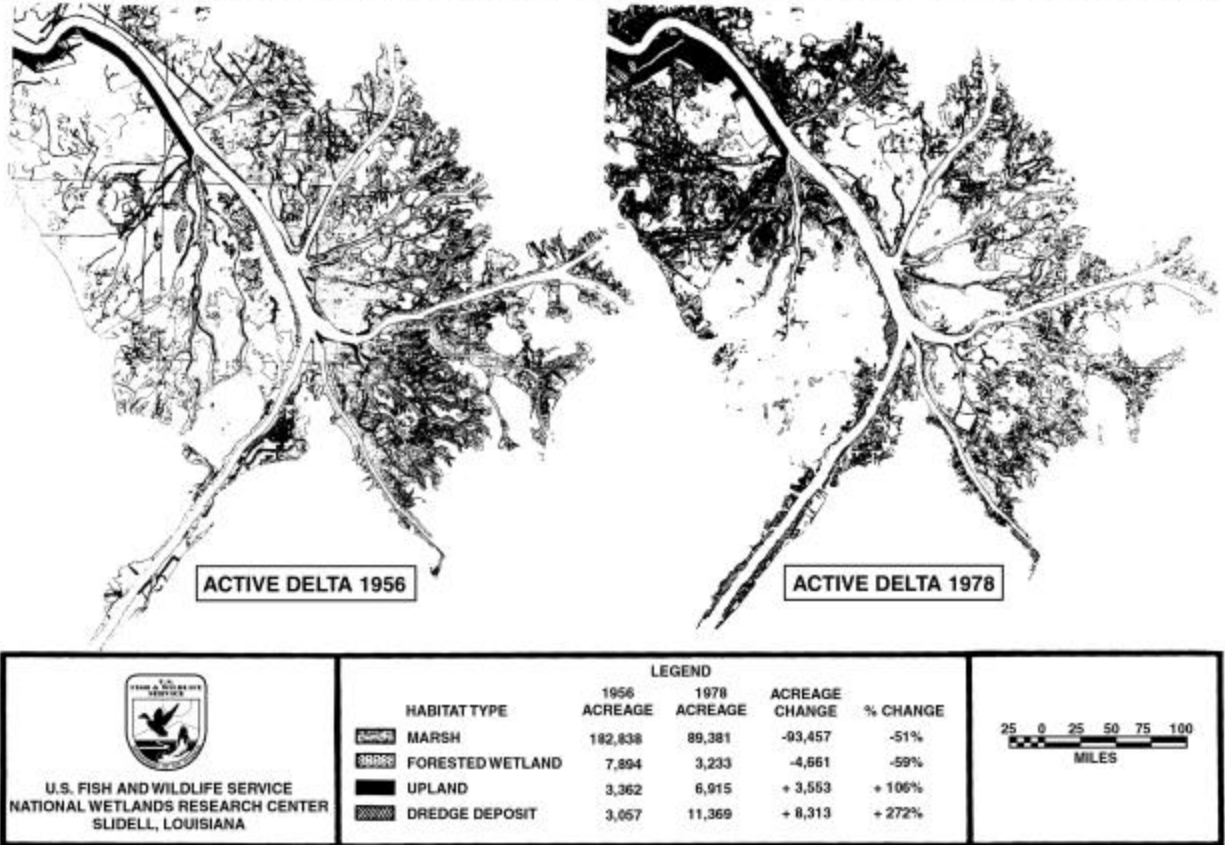 ACTIVE DELTA 1956
ACTIVE DELTA 1978
U.S.
FISH & WILDLIFE
SERVICE
U.S. FISH AND WILDLIFE SERVICE
NATIONAL WETLANDS RESEARCH CENTER
SLIDELL, LOUISIANA
LEGEND
HABITAT TYPE 1956 ACREAGE 1978 ACREAGE ACREAGE CHANGE % CHANGE
MARSH 182,838 89,381 -93,457 -51%
FORESTED WETLAND 7,894 3,233 -4,661 -59%
UPLAND 3,362 6,915 + 3,553 + 106%
DREDGE DEPOSIT 3,057 11,369 + 8,313 + 272%
25 0 25 50 75 100
MILES